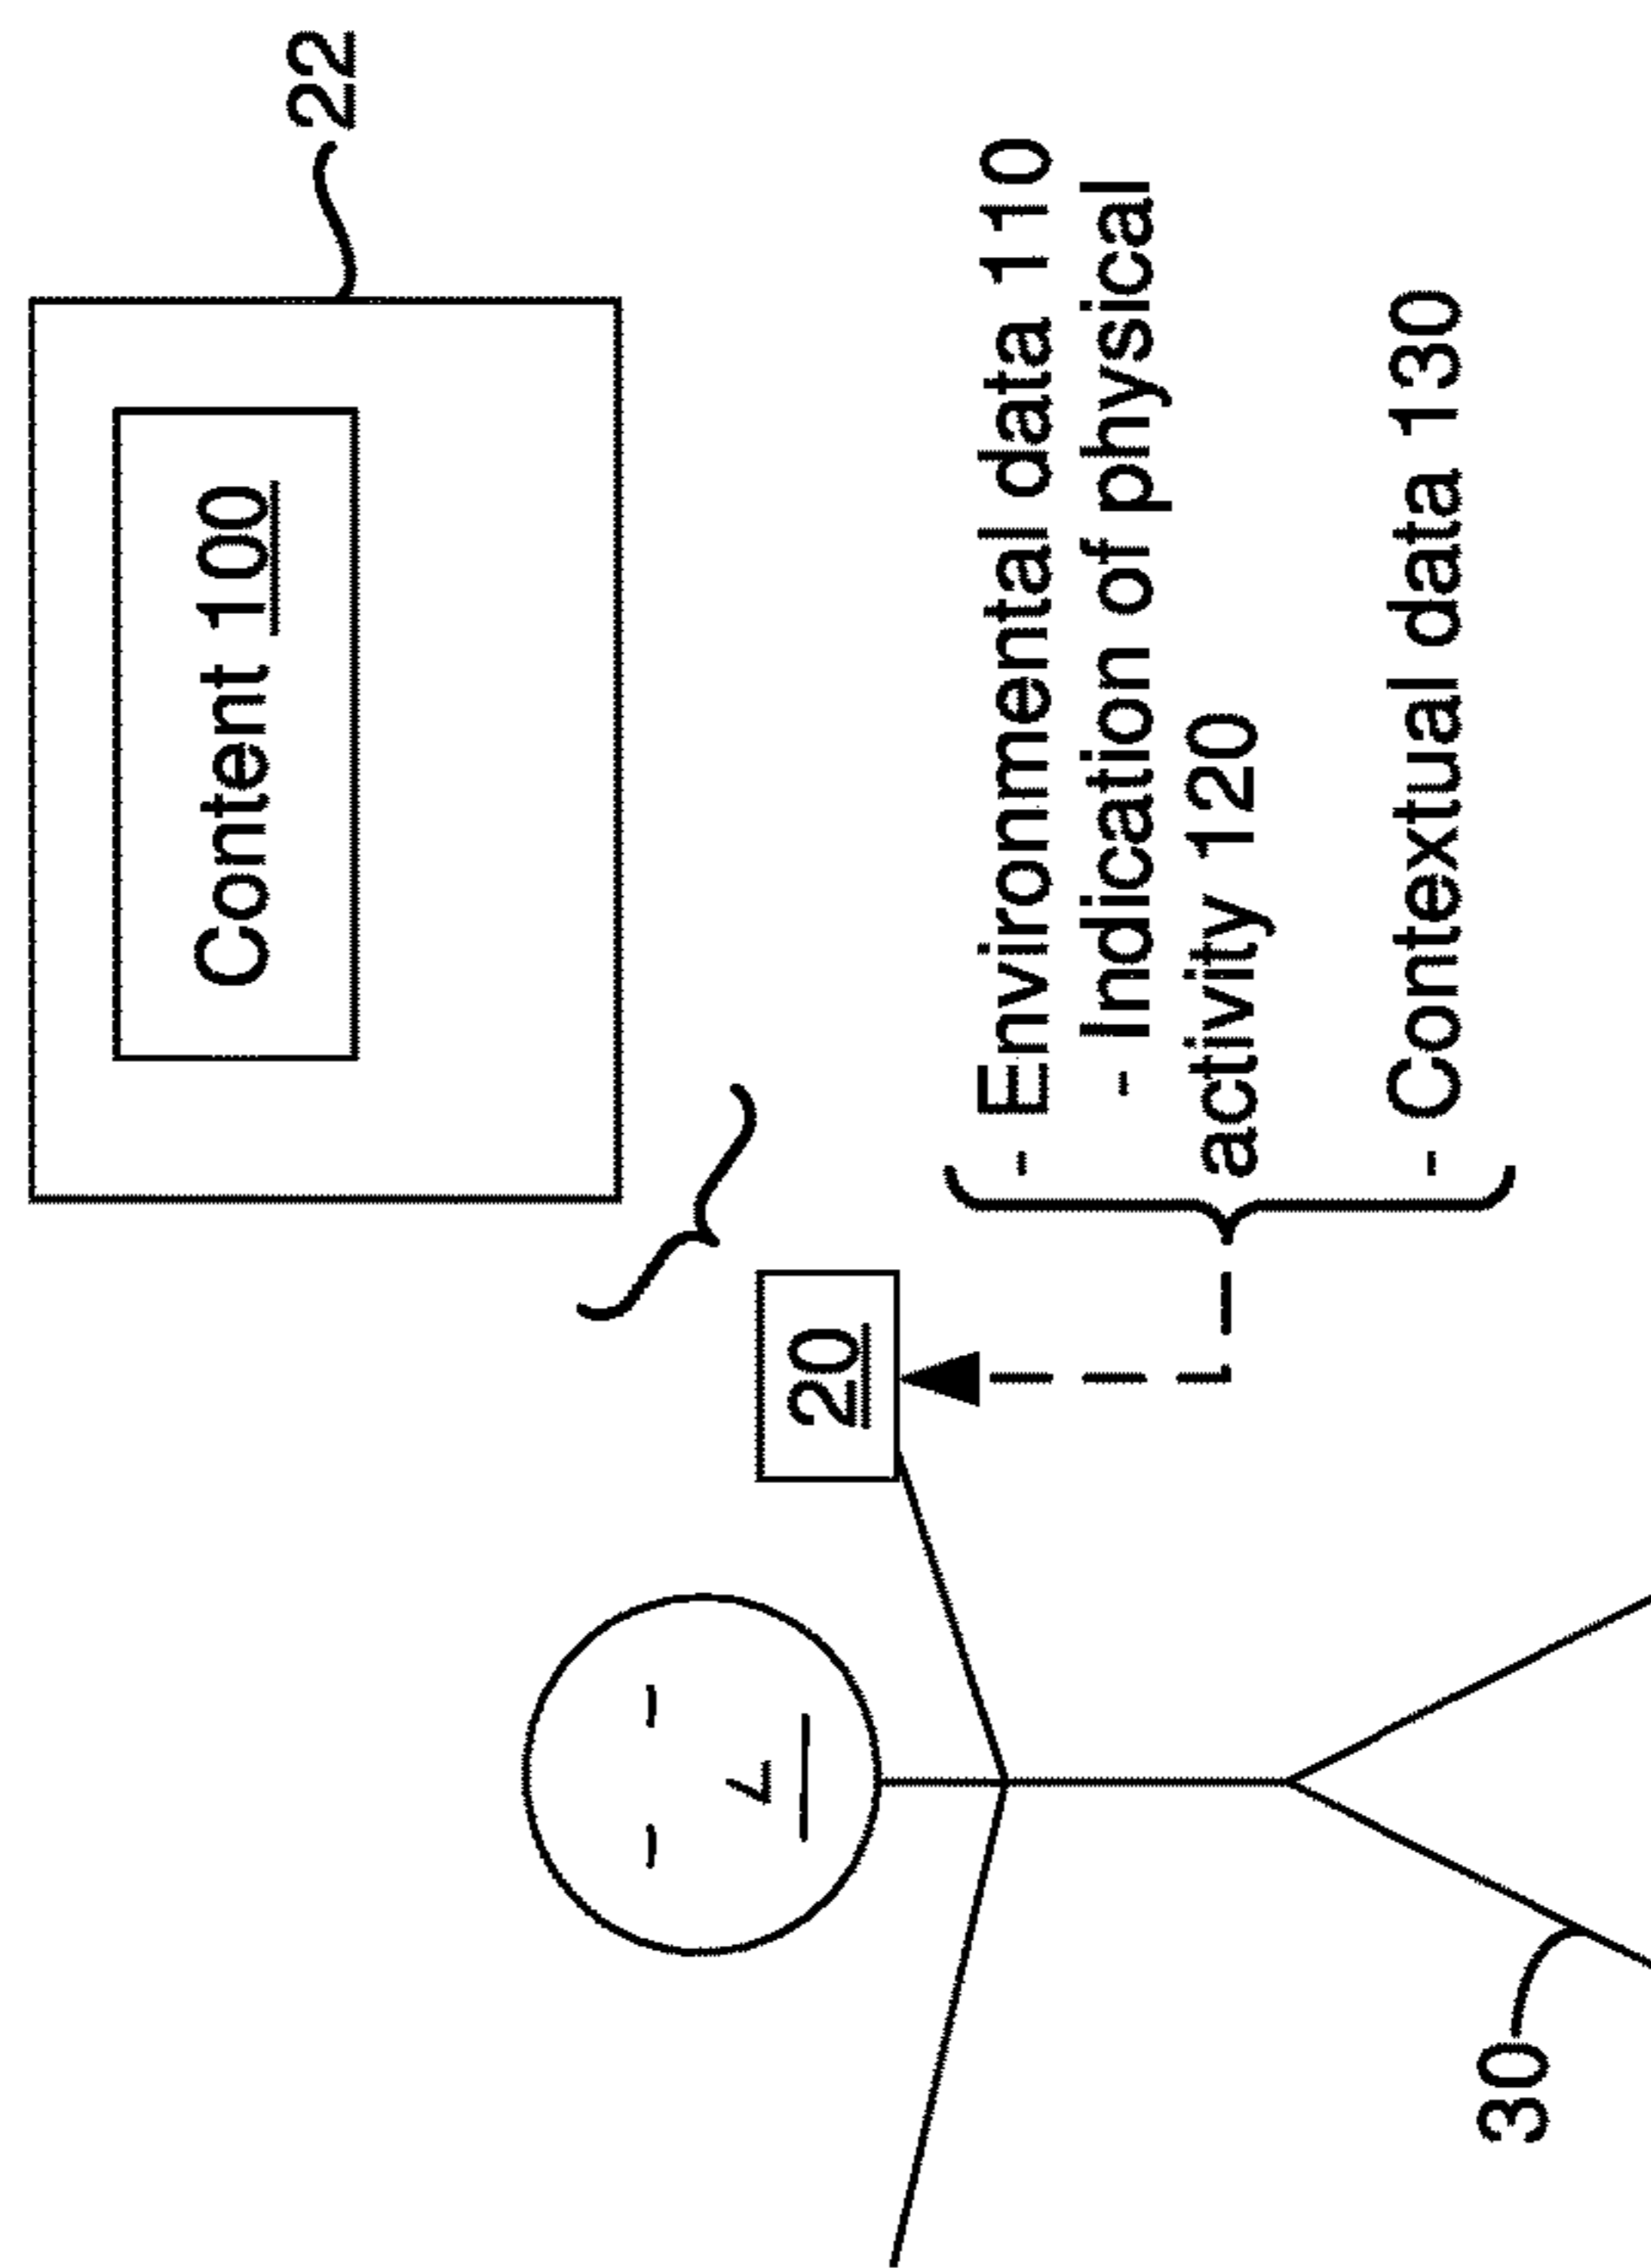 22
Content 100
20
- Environmental data 110
- Indication of physical
activity 120
- Contextual data 130
30